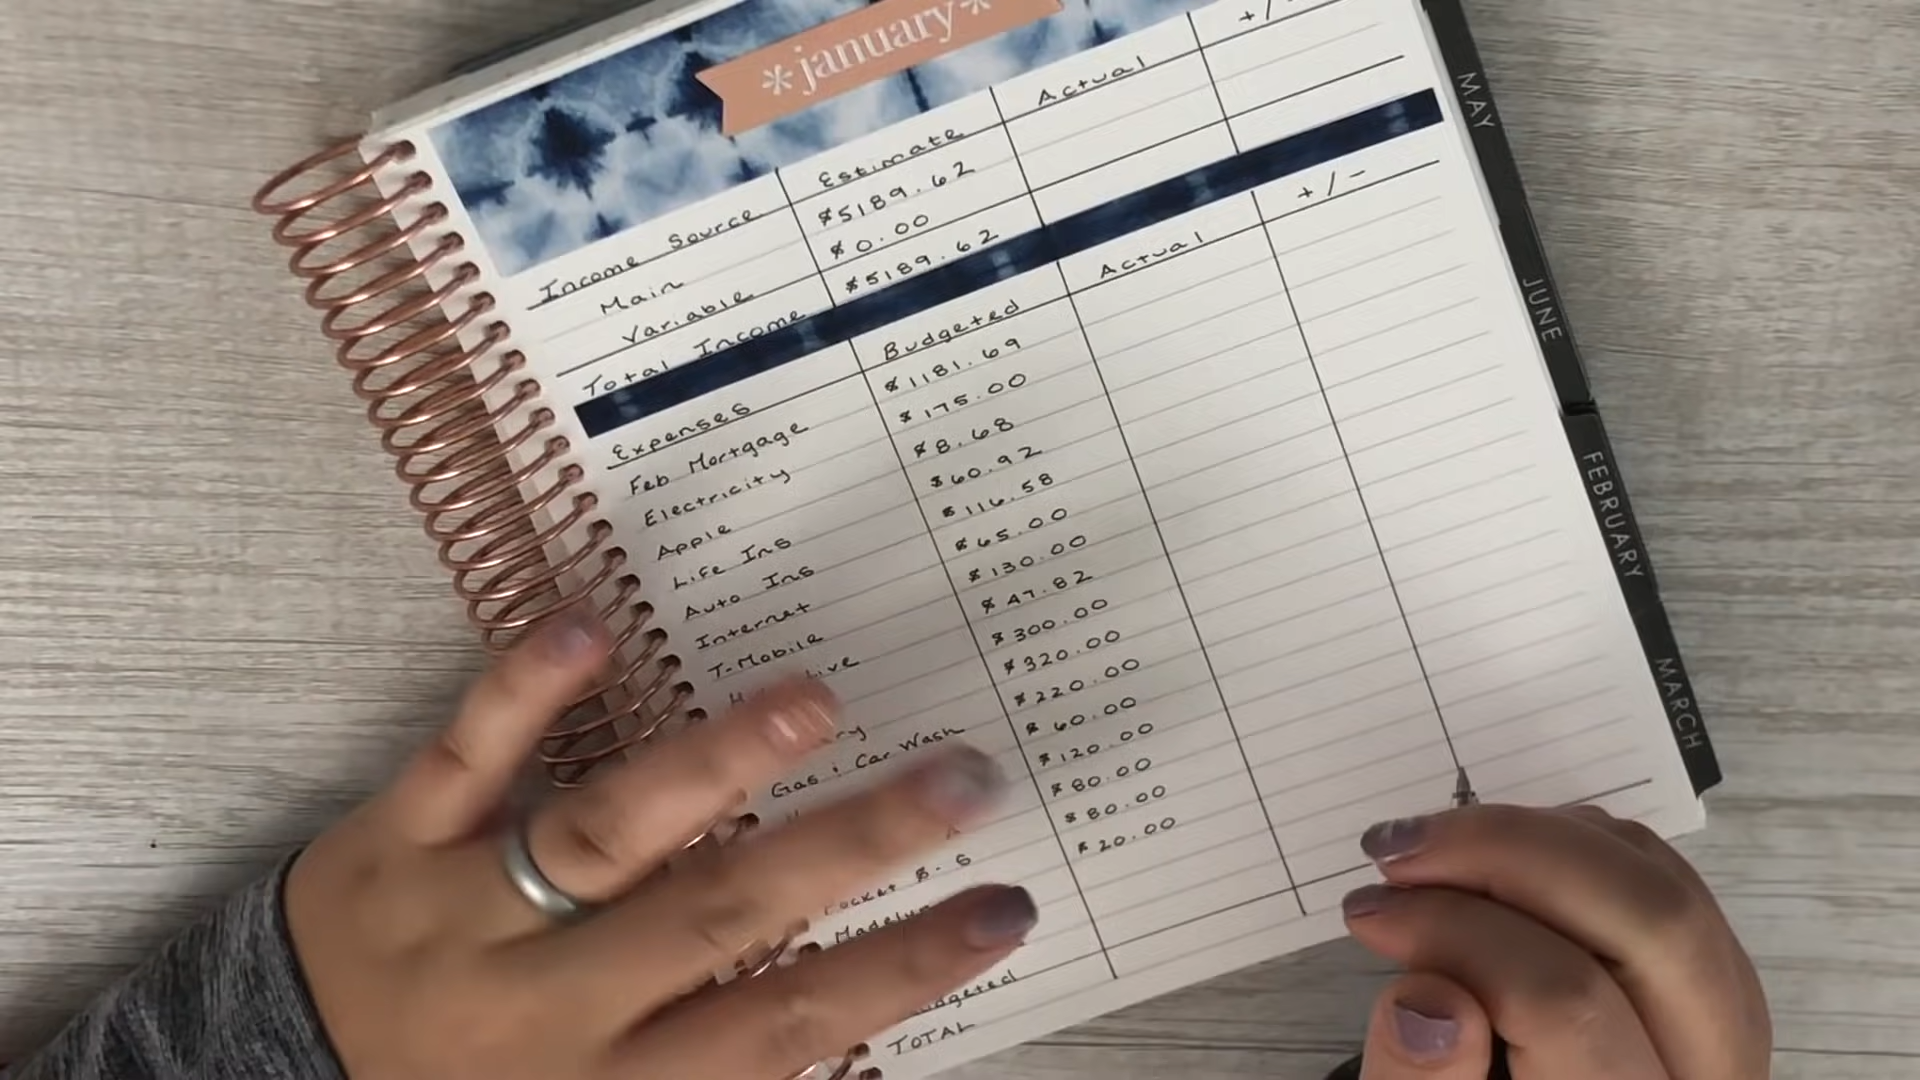 *january*
Income Source Estimate Actual +/-
Main $5189.62
Variable $0.00
Total Income $5189.62
Expenses Budgeted Actual +/-
Feb Mortgage $1181.69
Electricity $175.00
Apple $8.68
Life Ins $60.92
Auto Ins $116.58
Internet $65.00
T-Mobile $130.00
Live $47.82
$300.00
$320.00
Gas & Car Wash $220.00
$60.00
$120.00
Pocket $ - S $80.00
Madelyn $80.00
$20.00
TOTAL
MAY
JUNE
FEBRUARY
MARCH